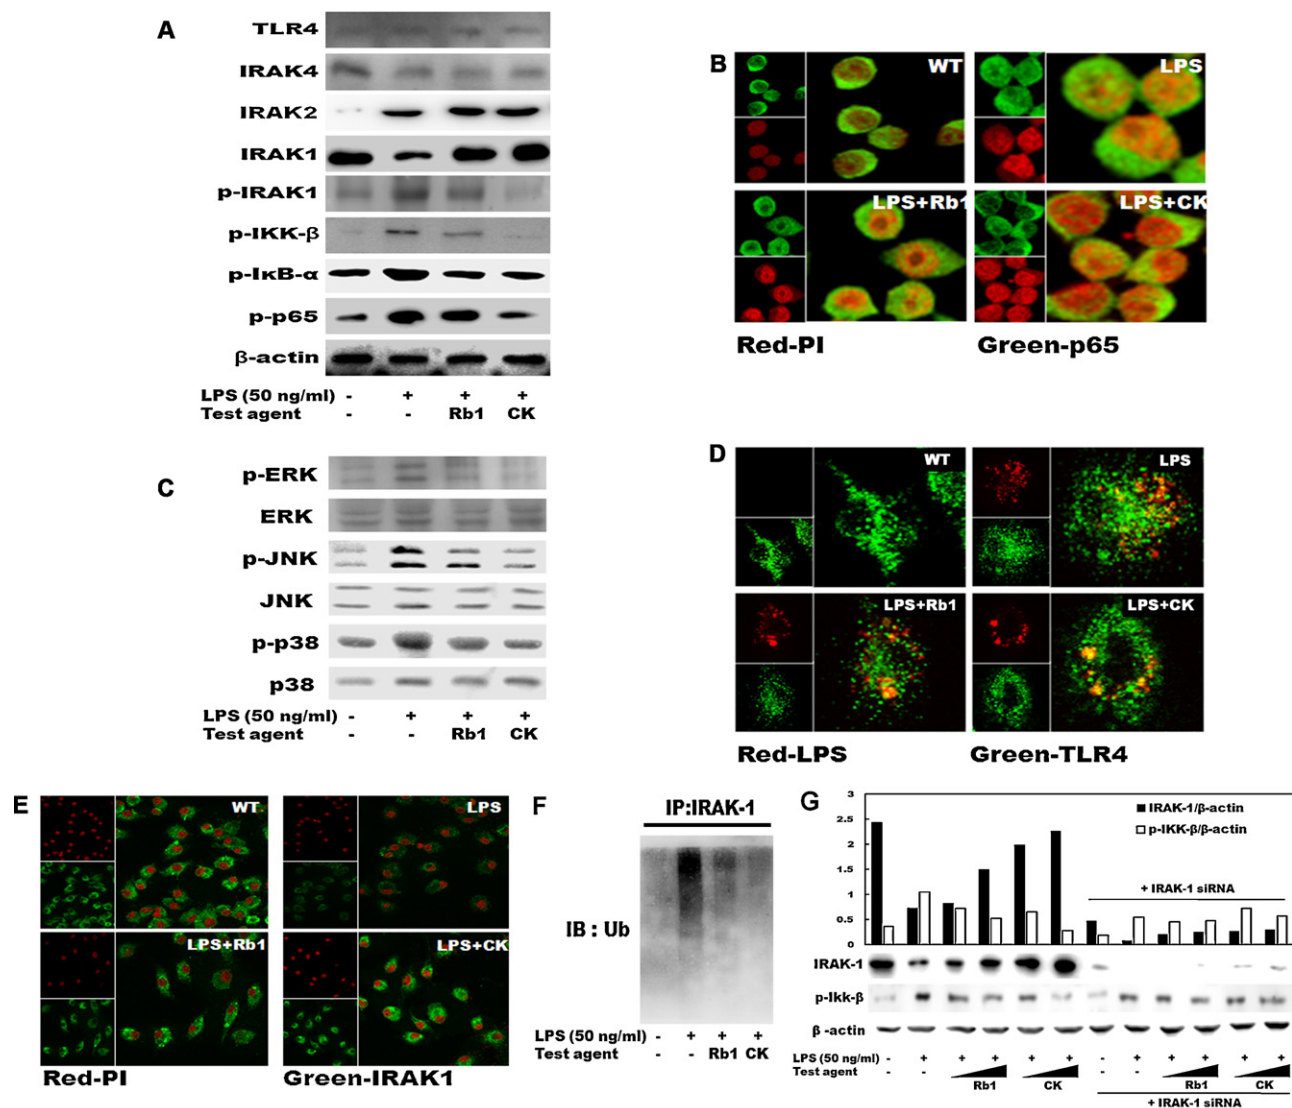 A
TLR4
IRAK4
IRAK2
IRAK1
p-IRAK1
p-IKK-β
p-IκB-α
p-p65
β-actin
LPS (50 ng/ml) - + + +
Test agent - - Rb1 CK
B
WT
LPS
LPS+Rb1
LPS+CK
Red-PI
Green-p65
C
p-ERK
ERK
p-JNK
JNK
p-p38
p38
LPS (50 ng/ml) - + + +
Test agent - - Rb1 CK
D
WT
LPS
LPS+Rb1
LPS+CK
Red-LPS
Green-TLR4
E
WT
LPS
LPS+Rb1
LPS+CK
Red-PI
Green-IRAK1
F
IP:IRAK-1
IB : Ub
LPS (50 ng/ml) - + + +
Test agent - - Rb1 CK
G
3
2.5
2
1.5
1
0.5
0
IRAK-1/β-actin
p-IKK-β/β-actin
+ IRAK-1 siRNA
IRAK-1
p-Ikk-β
β -actin
LPS (50 ng/ml) - + + + + + - + + + + +
Test agent - - Rb1 CK - - Rb1 CK
+ IRAK-1 siRNA